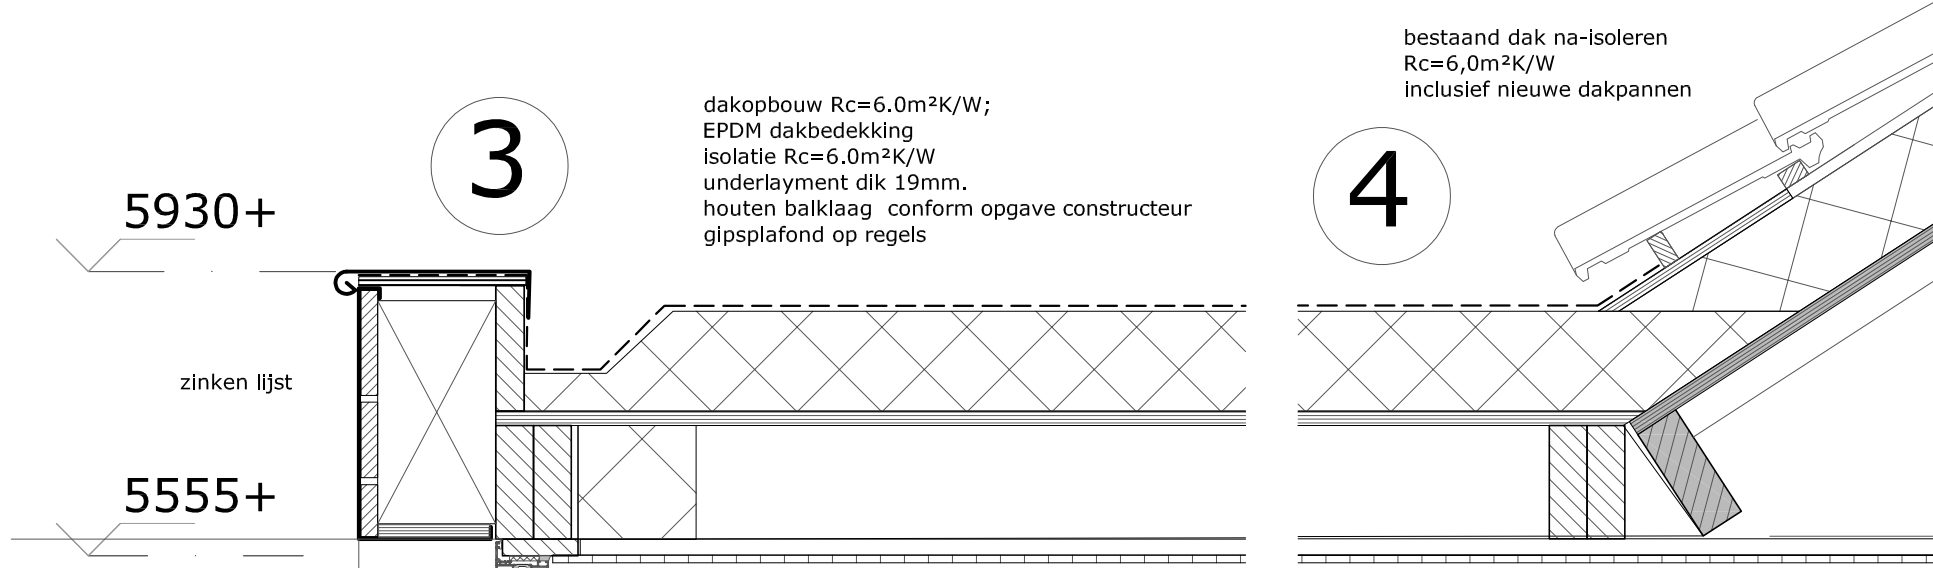 bestaand dak na-isoleren
Rc=6,0m²K/W
inclusief nieuwe dakpannen
3
dakopbouw Rc=6.0m²K/W;
EPDM dakbedekking
isolatie Rc=6.0m²K/W
underlayment dik 19mm.
houten balklaag  conform opgave constructeur
gipsplafond op regels
4
5930+
zinken lijst
5555+